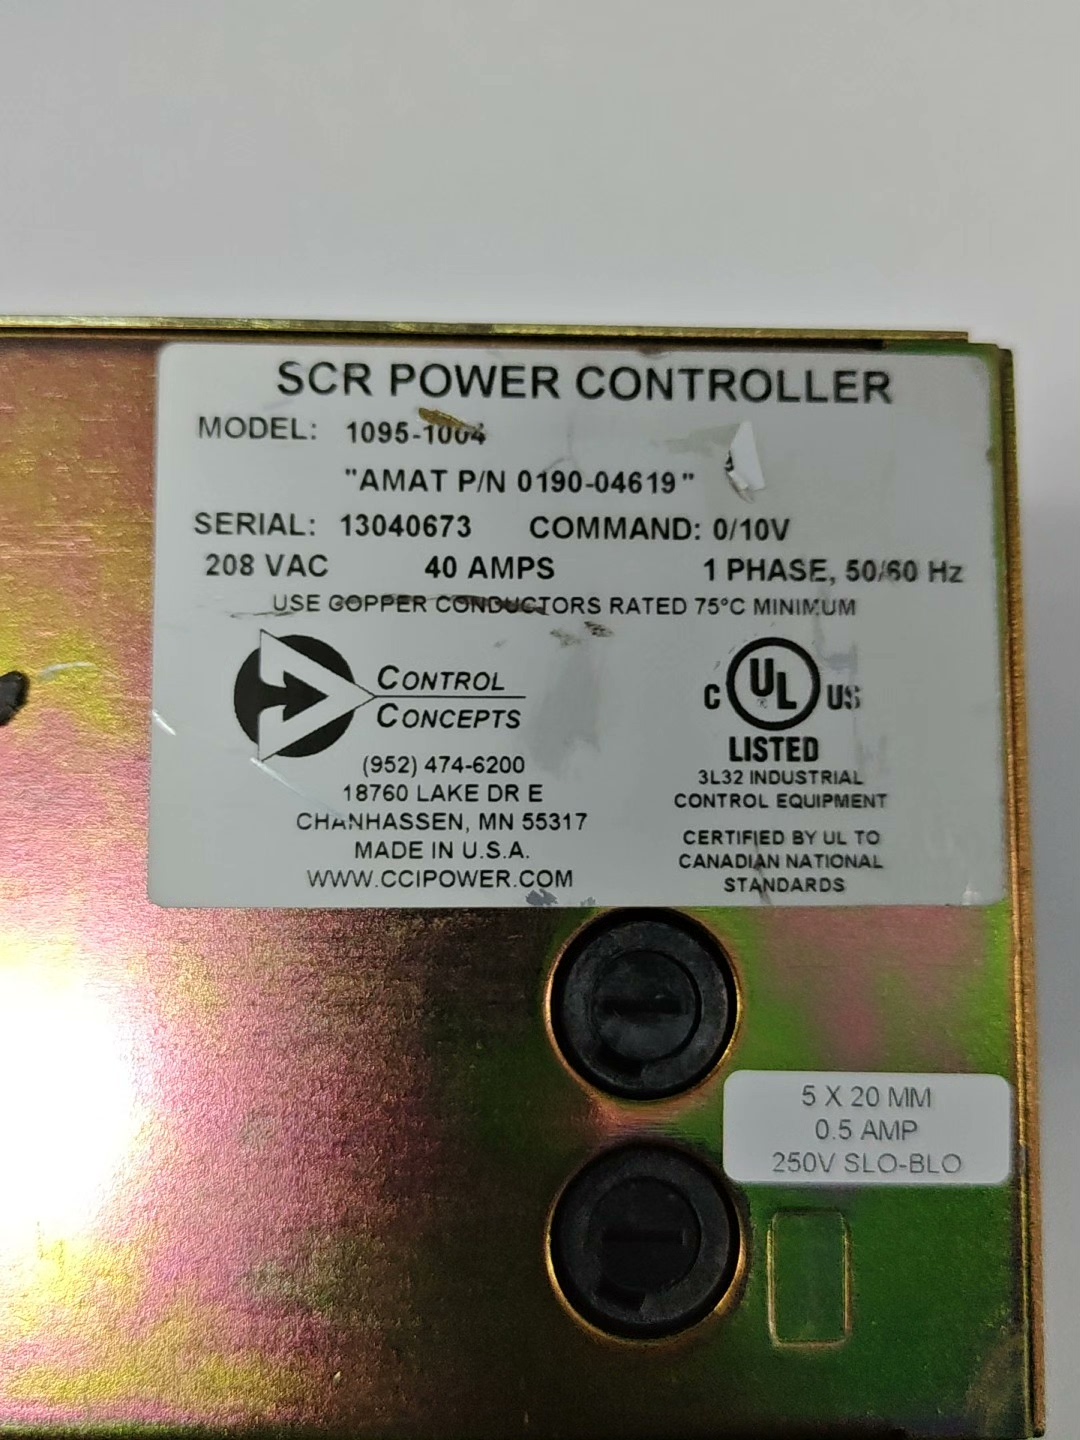 SCR POWER CONTROLLER
MODEL: 1095-1004
"AMAT P/N 0190-04619"
SERIAL: 13040673 COMMAND: 0/10V
208 VAC 40 AMPS 1 PHASE, 50/60 Hz
USE COPPER CONDUCTORS RATED 75°C MINIMUM
CONTROL
CONCEPTS
(952) 474-6200
18760 LAKE DR E
CHANHASSEN, MN 55317
MADE IN U.S.A.
WWW.CCIPOWER.COM
C UL US
LISTED
3L32 INDUSTRIAL
CONTROL EQUIPMENT
CERTIFIED BY UL TO
CANADIAN NATIONAL
STANDARDS
5 X 20 MM
0.5 AMP
250V SLO-BLO